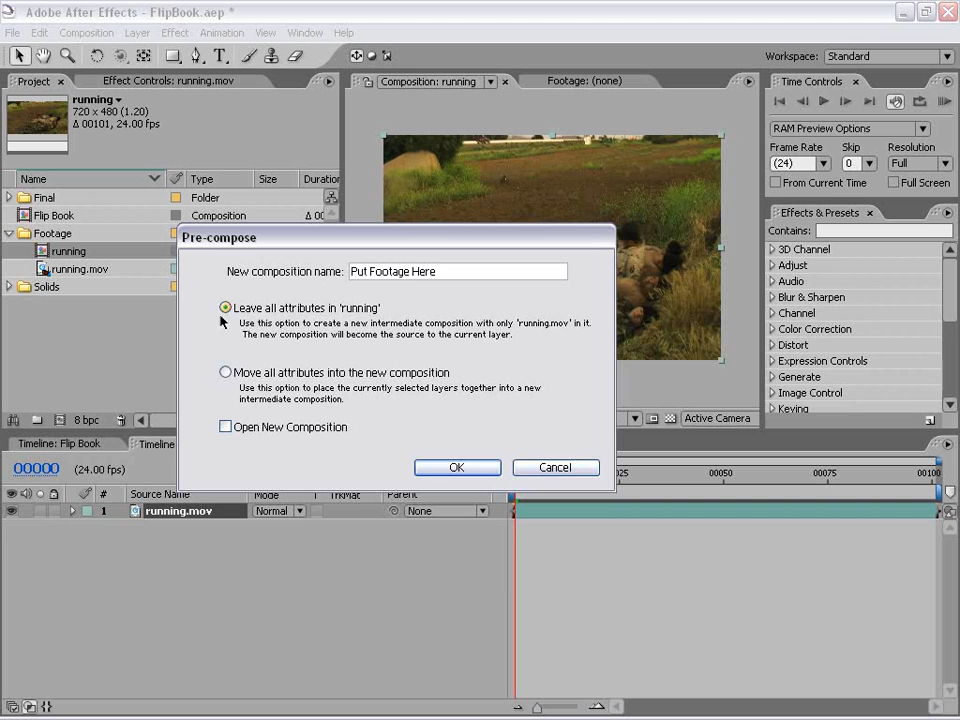 Adobe After Effects - FlipBook.aep *
File Edit Composition Layer Effect Animation View Window Help
Workspace: Standard
Project Effect Controls: running.mov Composition: running Footage: (none) Time Controls
running
720 x 480 (1.20)
Δ 00101, 24.00 fps
RAM Preview Options
Frame Rate Skip Resolution
(24) 0 Full
From Current Time Full Screen
Name Type Size Duration
Final Folder
Flip Book Composition Δ 00
Footage
running
running.mov
Solids
Effects & Presets
Contains:
3D Channel
Adjust
Audio
Blur & Sharpen
Channel
Color Correction
Distort
Expression Controls
Generate
Image Control
Keying
Pre-compose
New composition name: Put Footage Here
Leave all attributes in 'running'
Use this option to create a new intermediate composition with only 'running.mov' in it.
The new composition will become the source to the current layer.
Move all attributes into the new composition
Use this option to place the currently selected layers together into a new
intermediate composition.
Open New Composition
OK Cancel
8 bpc
Active Camera
Timeline: Flip Book Timeline
00000 (24.00 fps)
025 00050 00075 00100
# Source Name Mode T TrkMat Parent
1 running.mov Normal None